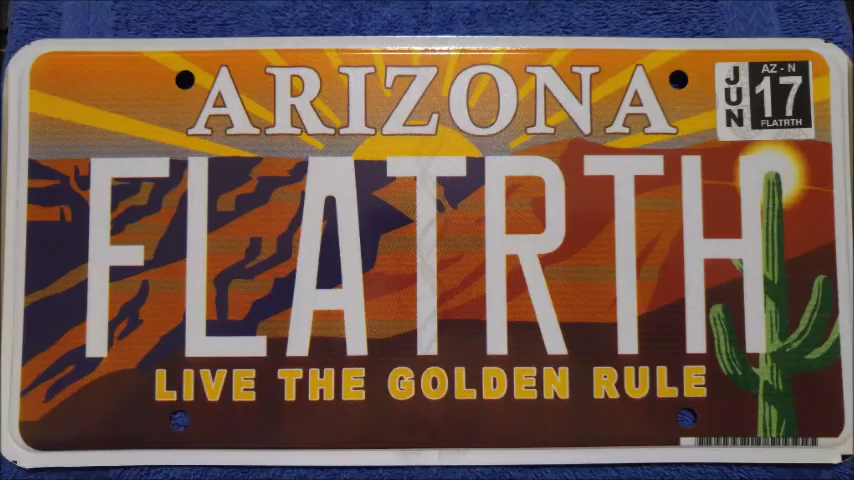 ARIZONA
JUN
AZ - N
17
FLATRTH
FLATRTH
LIVE THE GOLDEN RULE